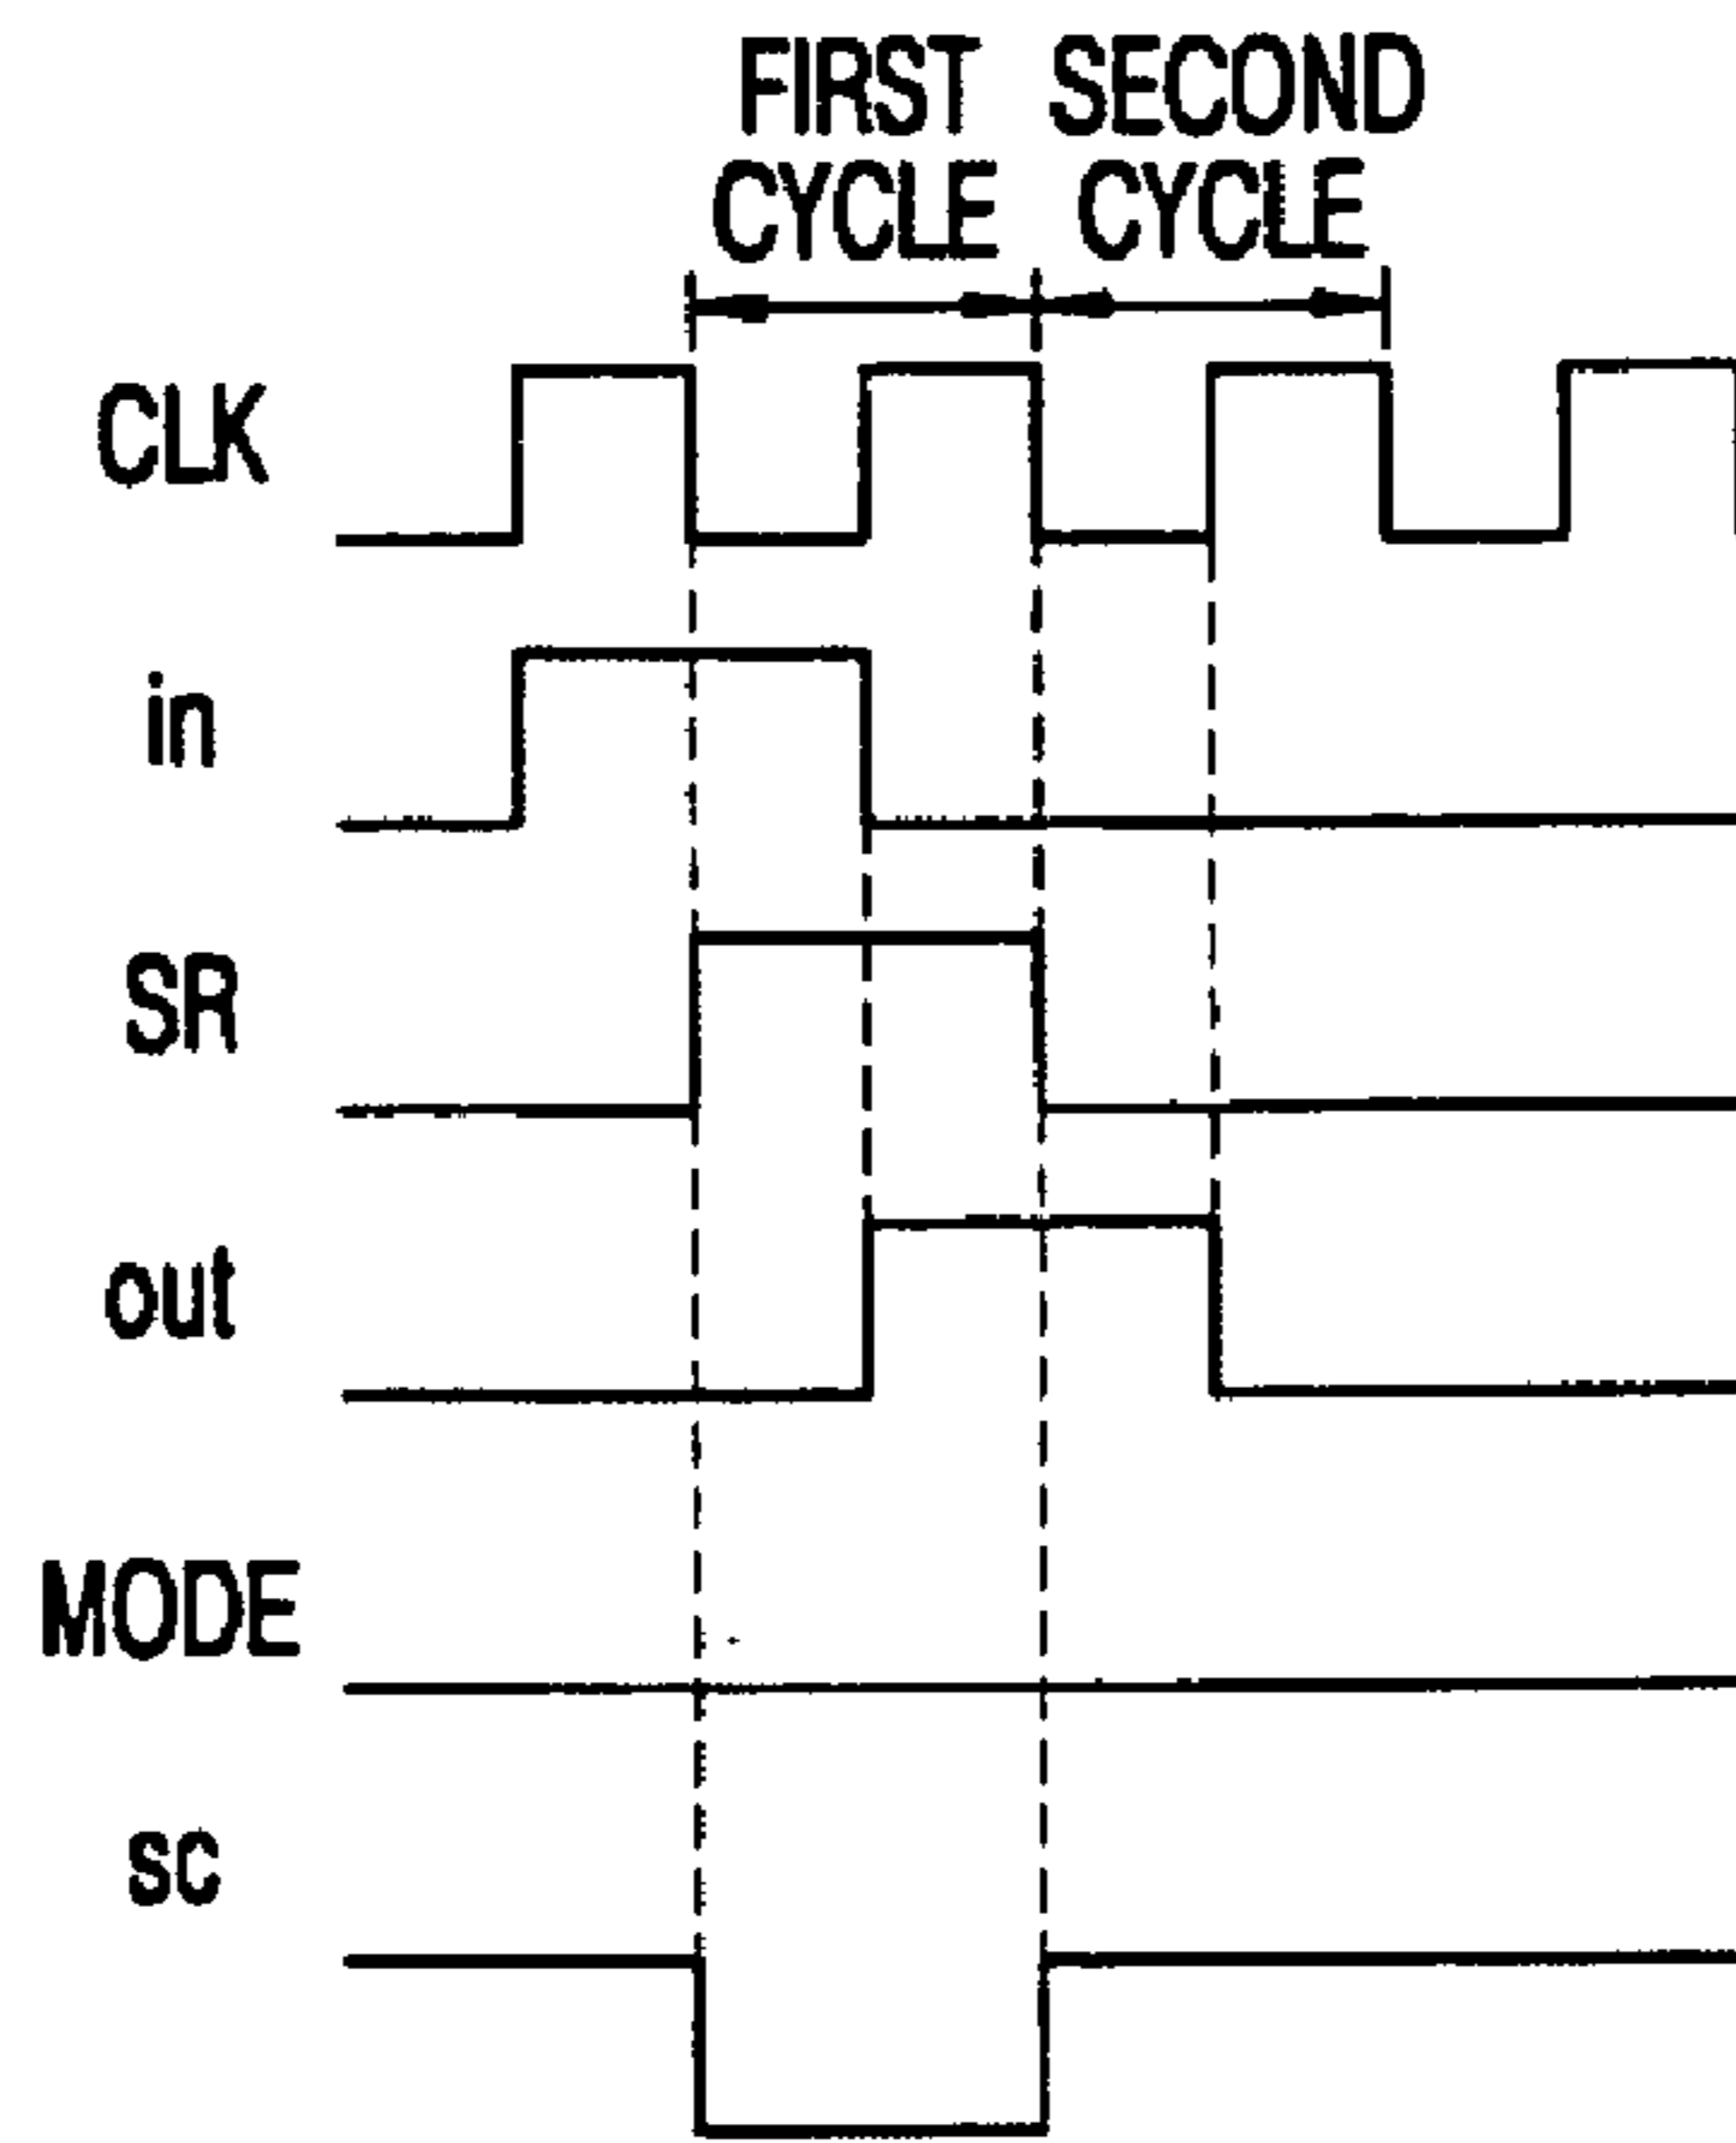 FIRST SECOND
CYCLE CYCLE
CLK
in
SR
out
MODE
sc